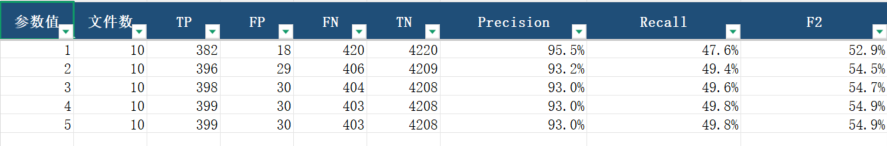 参数值 文件数 TP FP FN TN Precision Recall F2
1 10 382 18 420 4220 95.5% 47.6% 52.9%
2 10 396 29 406 4209 93.2% 49.4% 54.5%
3 10 398 30 404 4208 93.0% 49.6% 54.7%
4 10 399 30 403 4208 93.0% 49.8% 54.9%
5 10 399 30 403 4208 93.0% 49.8% 54.9%